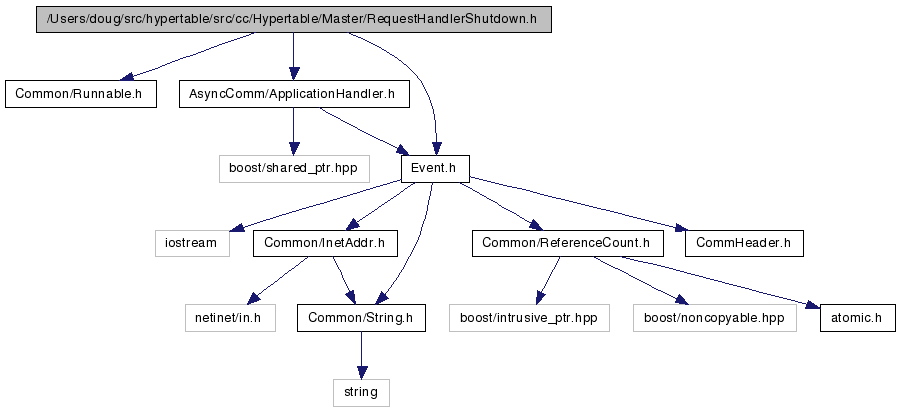 /Users/doug/src/hypertable/src/cc/Hypertable/Master/RequestHandlerShutdown.h
Common/Runnable.h
AsyncComm/ApplicationHandler.h
boost/shared_ptr.hpp
Event.h
iostream
Common/InetAddr.h
Common/ReferenceCount.h
CommHeader.h
netinet/in.h
Common/String.h
boost/intrusive_ptr.hpp
boost/noncopyable.hpp
atomic.h
string